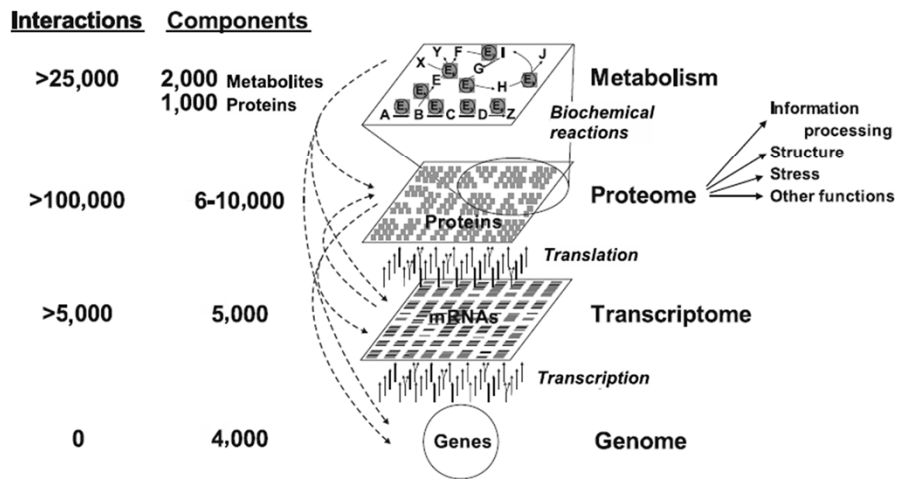 Interactions Components
>25,000 2,000 Metabolites
1,000 Proteins
Y F I J
X E G
E H
A B C D Z
Metabolism
Biochemical
reactions
Information
processing
Structure
Stress
Other functions
>100,000 6-10,000 Proteins Proteome
Translation
>5,000 5,000 mRNAs Transcriptome
Transcription
0 4,000 Genes Genome